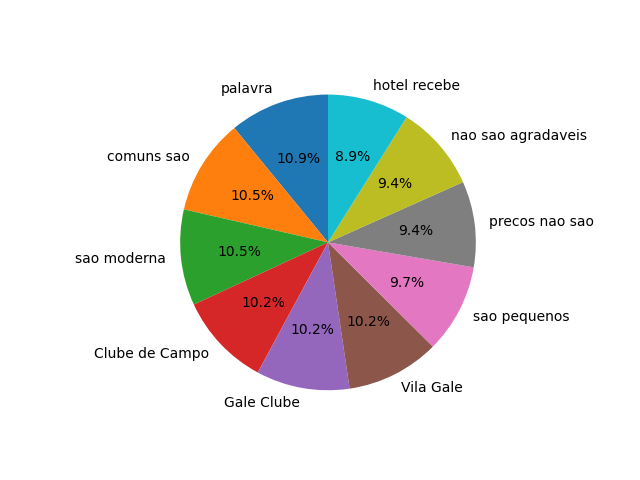 hotel recebe
palavra
nao sao agradaveis
comuns sao
10.9%
8.9%
9.4%
10.5%
precos nao sao
9.4%
sao moderna
10.5%
9.7%
sao pequenos
10.2%
10.2%
10.2%
Clube de Campo
Vila Gale
Gale Clube